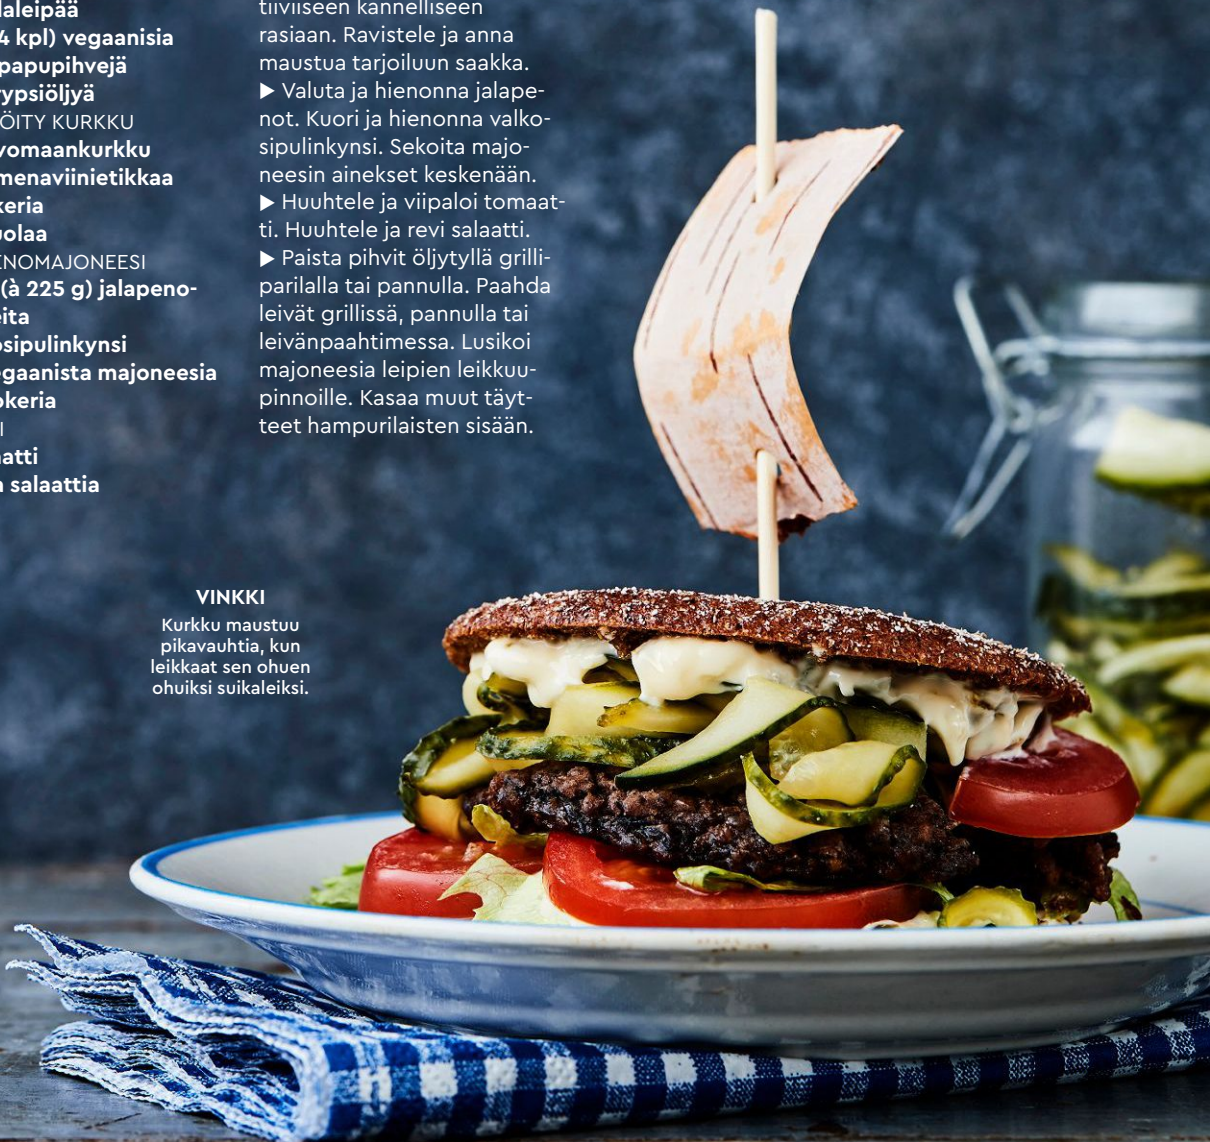 laleipää
4 kpl) vegaanisia
papupihvejä
ypsiöljyä
ÖITY KURKKU
vomaankurkku
menaviinietikkaa
keria
uolaa
ENOMAJONEESI
(à 225 g) jalapeno-
eita
osipulinkynsi
egaanista majoneesia
okeria
I
aatti
a salaattia
tiiviiseen kannelliseen
rasiaan. Ravistele ja anna
maustua tarjoiluun saakka.
▶ Valuta ja hienonna jalape-
not. Kuori ja hienonna valko-
sipulinkynsi. Sekoita majo-
neesin ainekset keskenään.
▶ Huuhtele ja viipaloi tomaat-
ti. Huuhtele ja revi salaatti.
▶ Paista pihvit öljytyllä grilli-
parilalla tai pannulla. Paahda
leivät grillissä, pannulla tai
leivänpaahtimessa. Lusikoi
majoneesia leipien leikkuu-
pinnoille. Kasaa muut täyt-
teet hampurilaisten sisään.
VINKKI
Kurkku maustuu
pikavauhtia, kun
leikkaat sen ohuen
ohuiksi suikaleiksi.